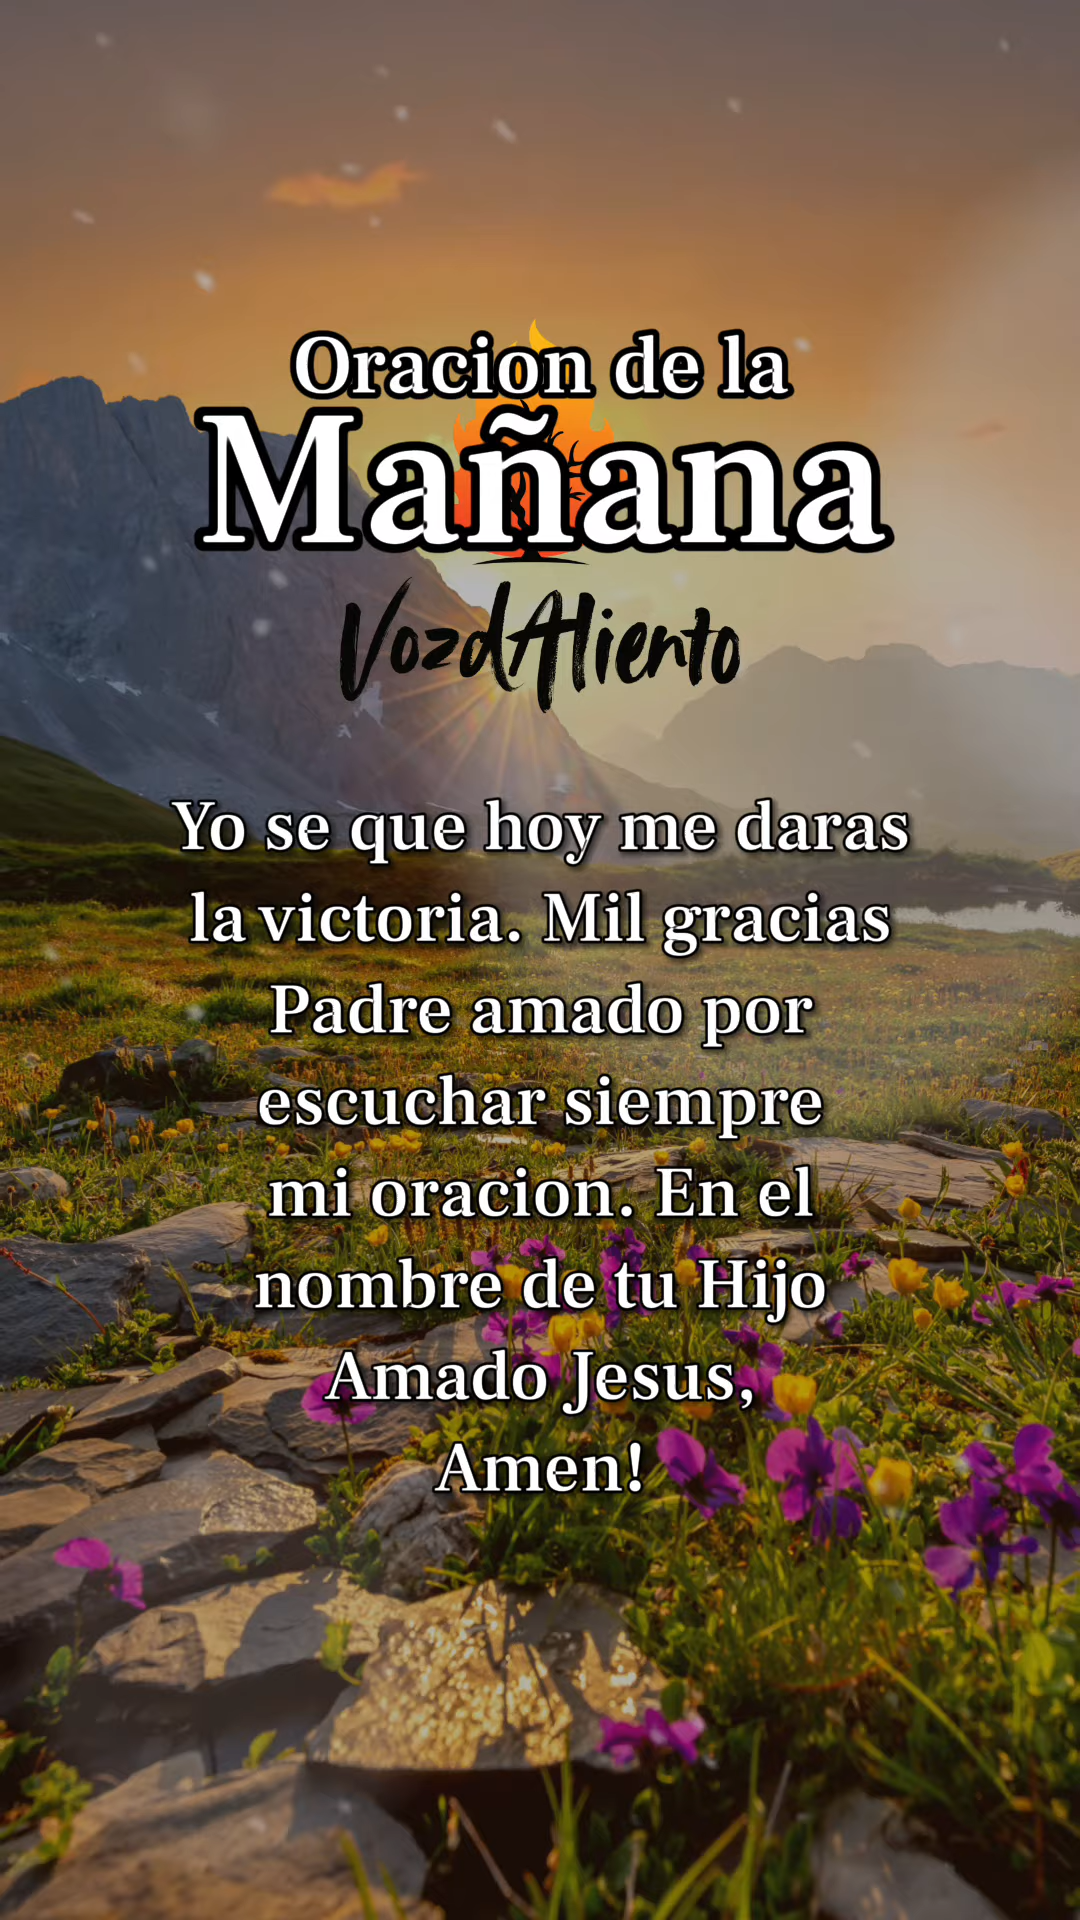 Oracion de la
Mañana
VozdAliento
Yo se que hoy me daras
la victoria. Mil gracias
Padre amado por
escuchar siempre
mi oracion. En el
nombre de tu Hijo
Amado Jesus,
Amen!